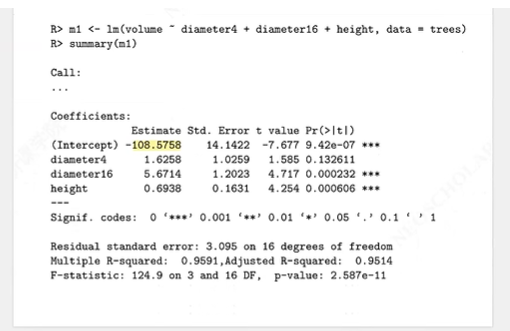 R> m1 <- lm(volume ~ diameter4 + diameter16 + height, data = trees)
R> summary(m1)
Call:
...
Coefficients:
Estimate Std. Error t value Pr(>|t|)
(Intercept) -108.5758 14.1422 -7.677 9.42e-07 ***
diameter4 1.6258 1.0259 1.585 0.132611
diameter16 5.6714 1.2023 4.717 0.000232 ***
height 0.6938 0.1631 4.254 0.000606 ***
---
Signif. codes: 0 '***' 0.001 '**' 0.01 '*' 0.05 '.' 0.1 ' ' 1
Residual standard error: 3.095 on 16 degrees of freedom
Multiple R-squared: 0.9591,Adjusted R-squared: 0.9514
F-statistic: 124.9 on 3 and 16 DF, p-value: 2.587e-11